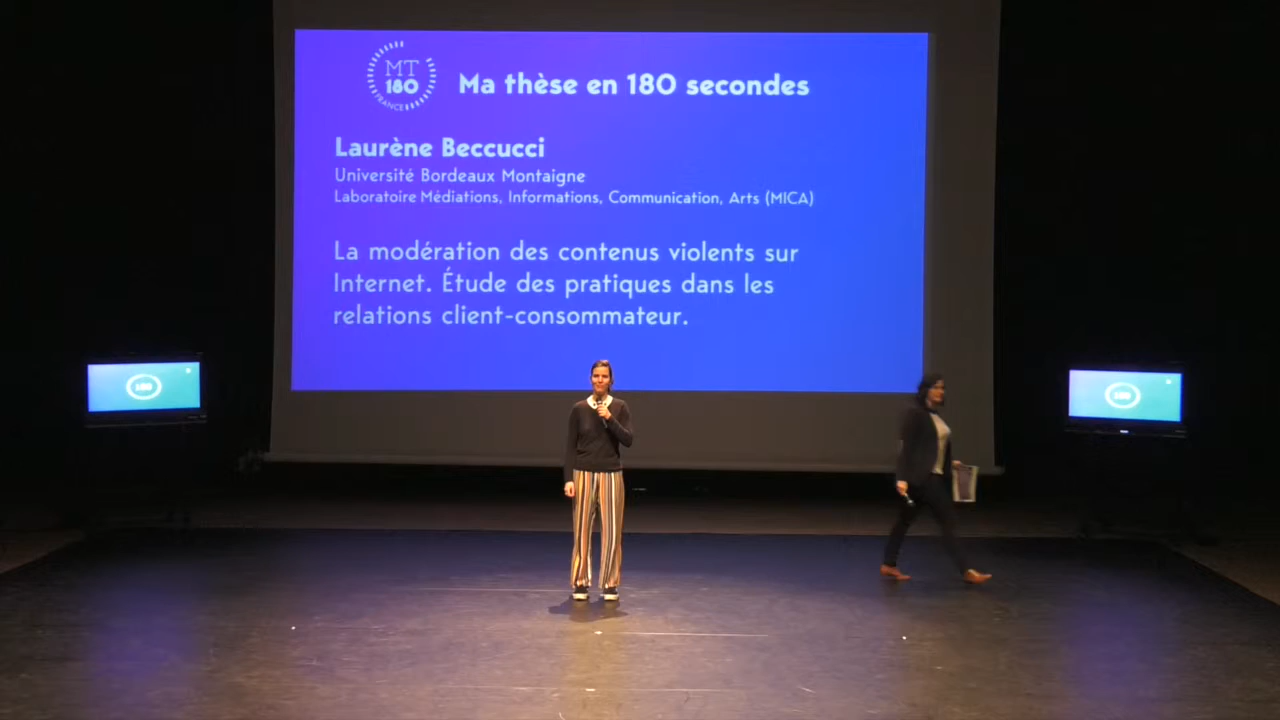 MT
180
FRANCE
Ma thèse en 180 secondes
Laurène Beccucci
Université Bordeaux Montaigne
Laboratoire Médiations, Informations, Communication, Arts (MICA)
La modération des contenus violents sur
Internet. Étude des pratiques dans les
relations client-consommateur.
180